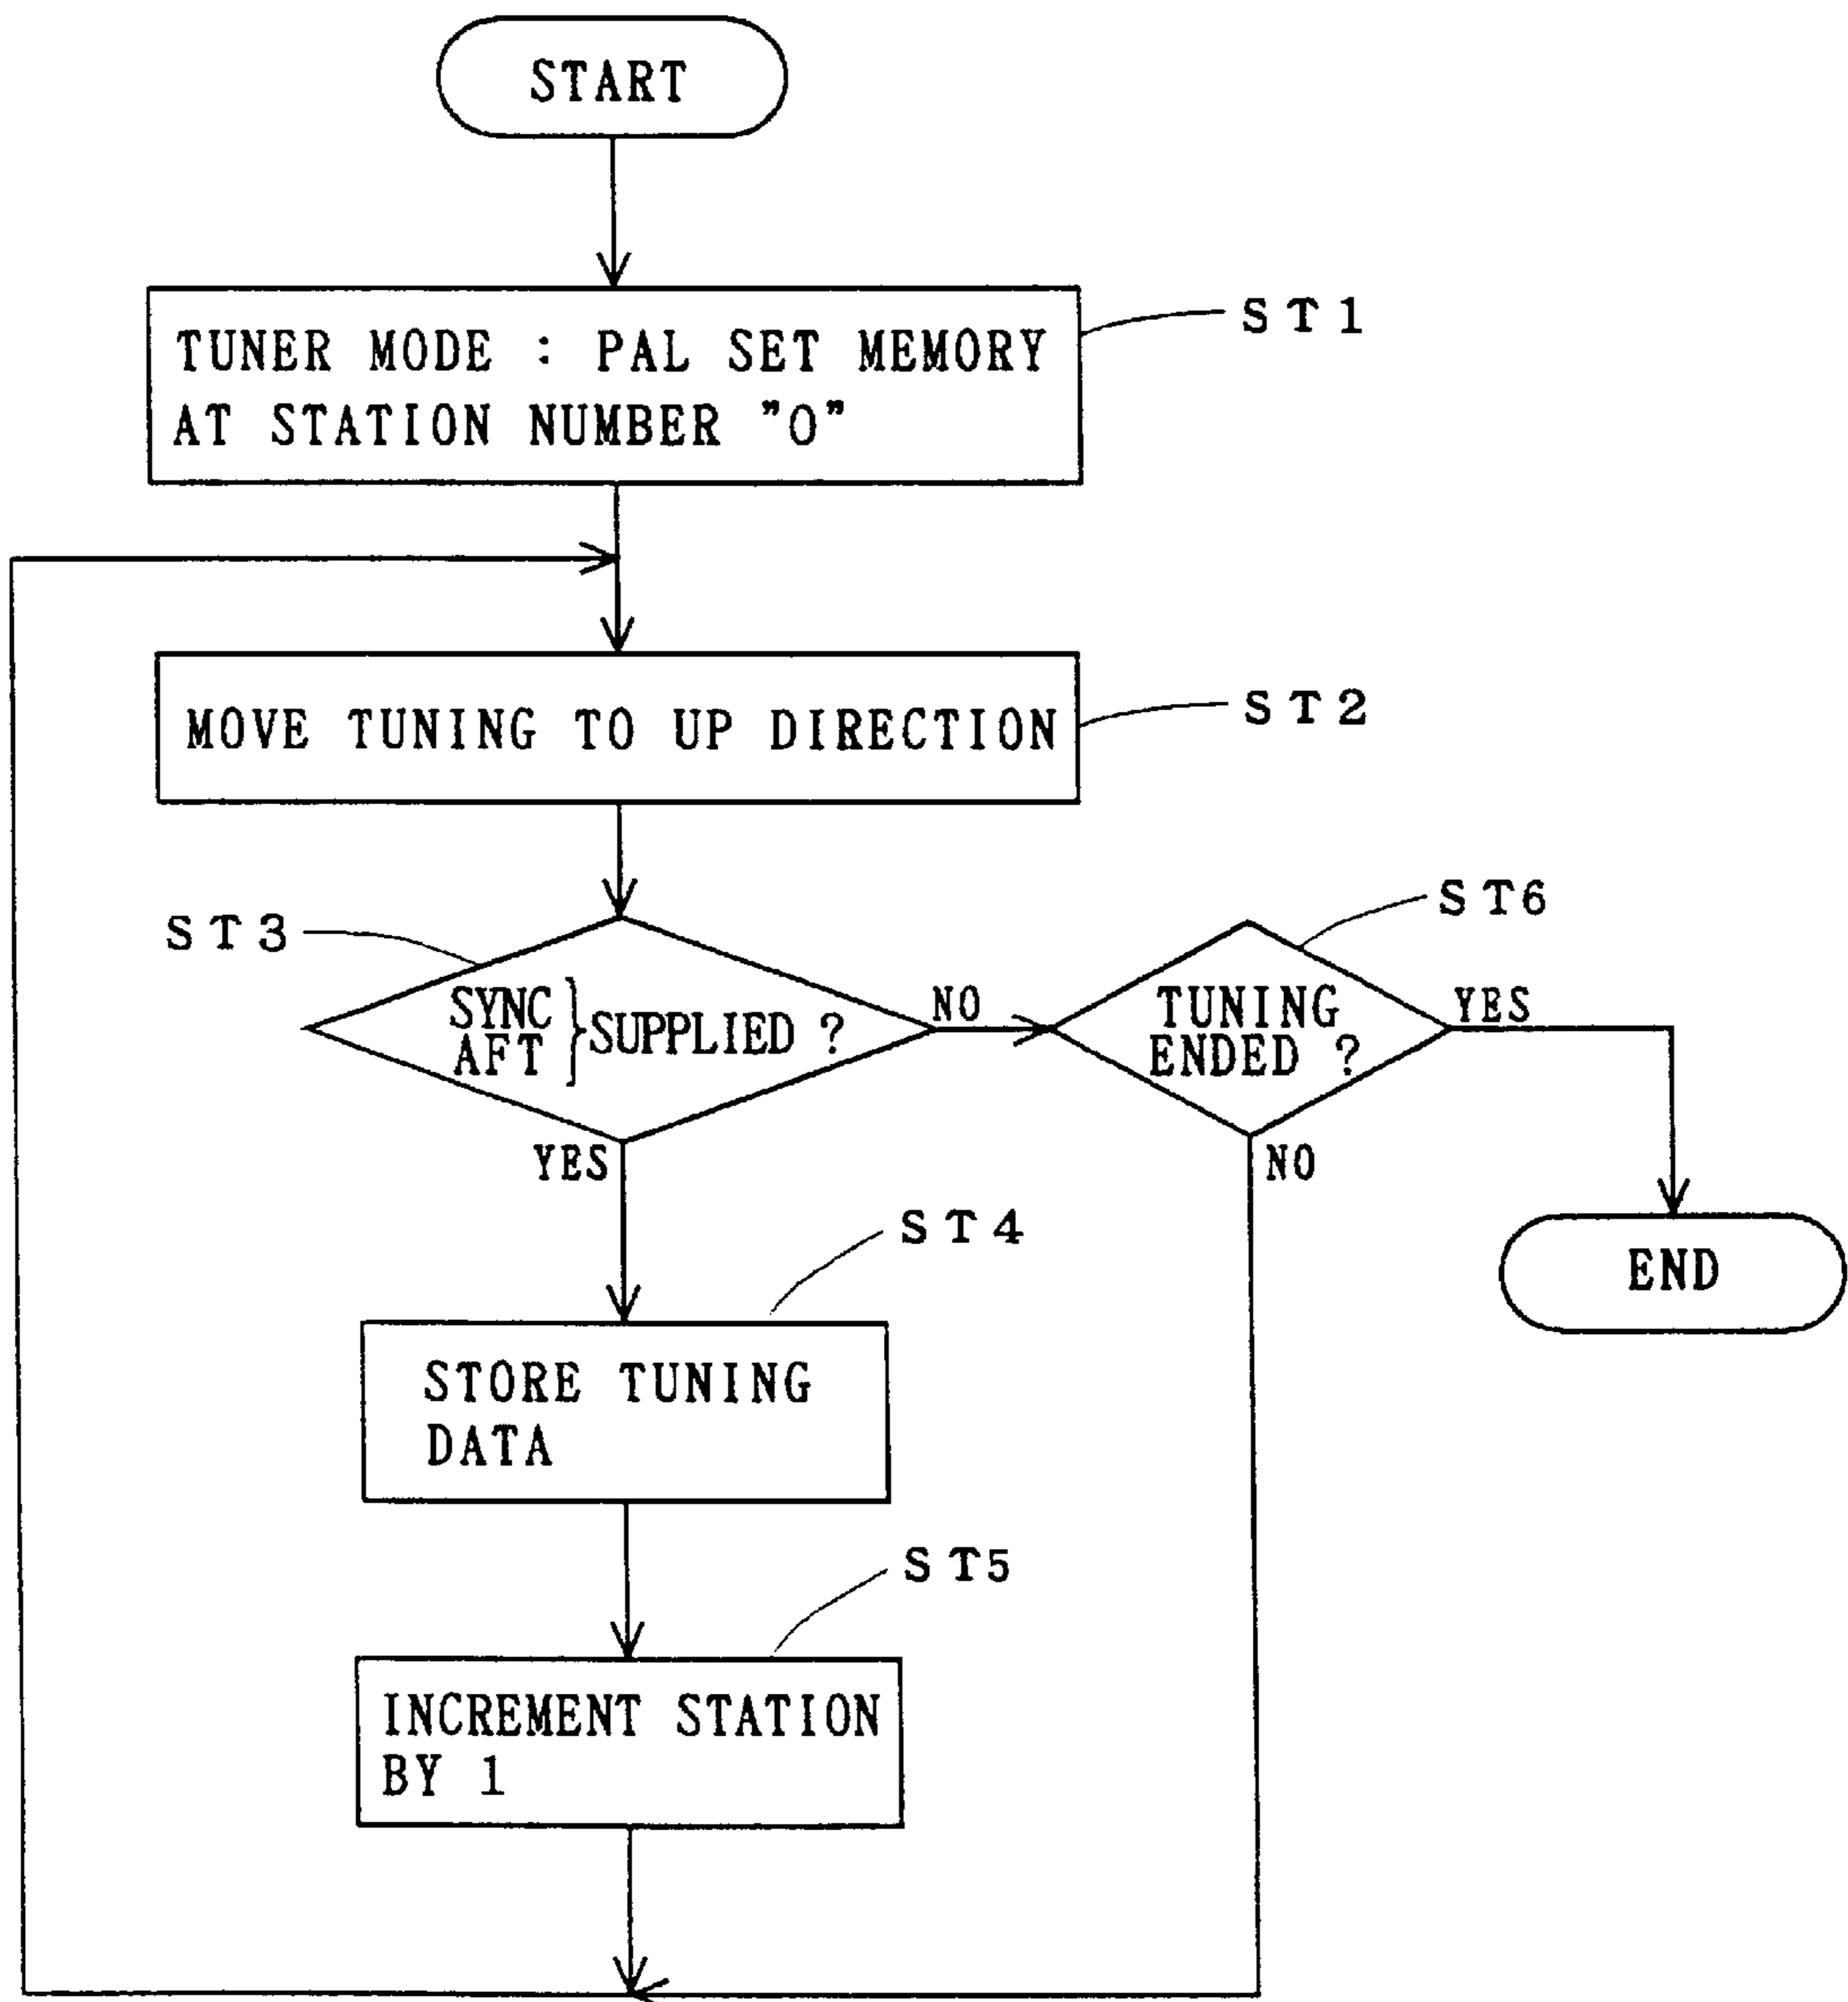 START
TUNER MODE : PAL SET MEMORY
AT STATION NUMBER "0"
ST1
MOVE TUNING TO UP DIRECTION
ST2
ST3
SYNC
AFT
SUPPLIED ?
NO
YES
ST6
TUNING
ENDED ?
YES
NO
END
ST4
STORE TUNING
DATA
ST5
INCREMENT STATION
BY 1